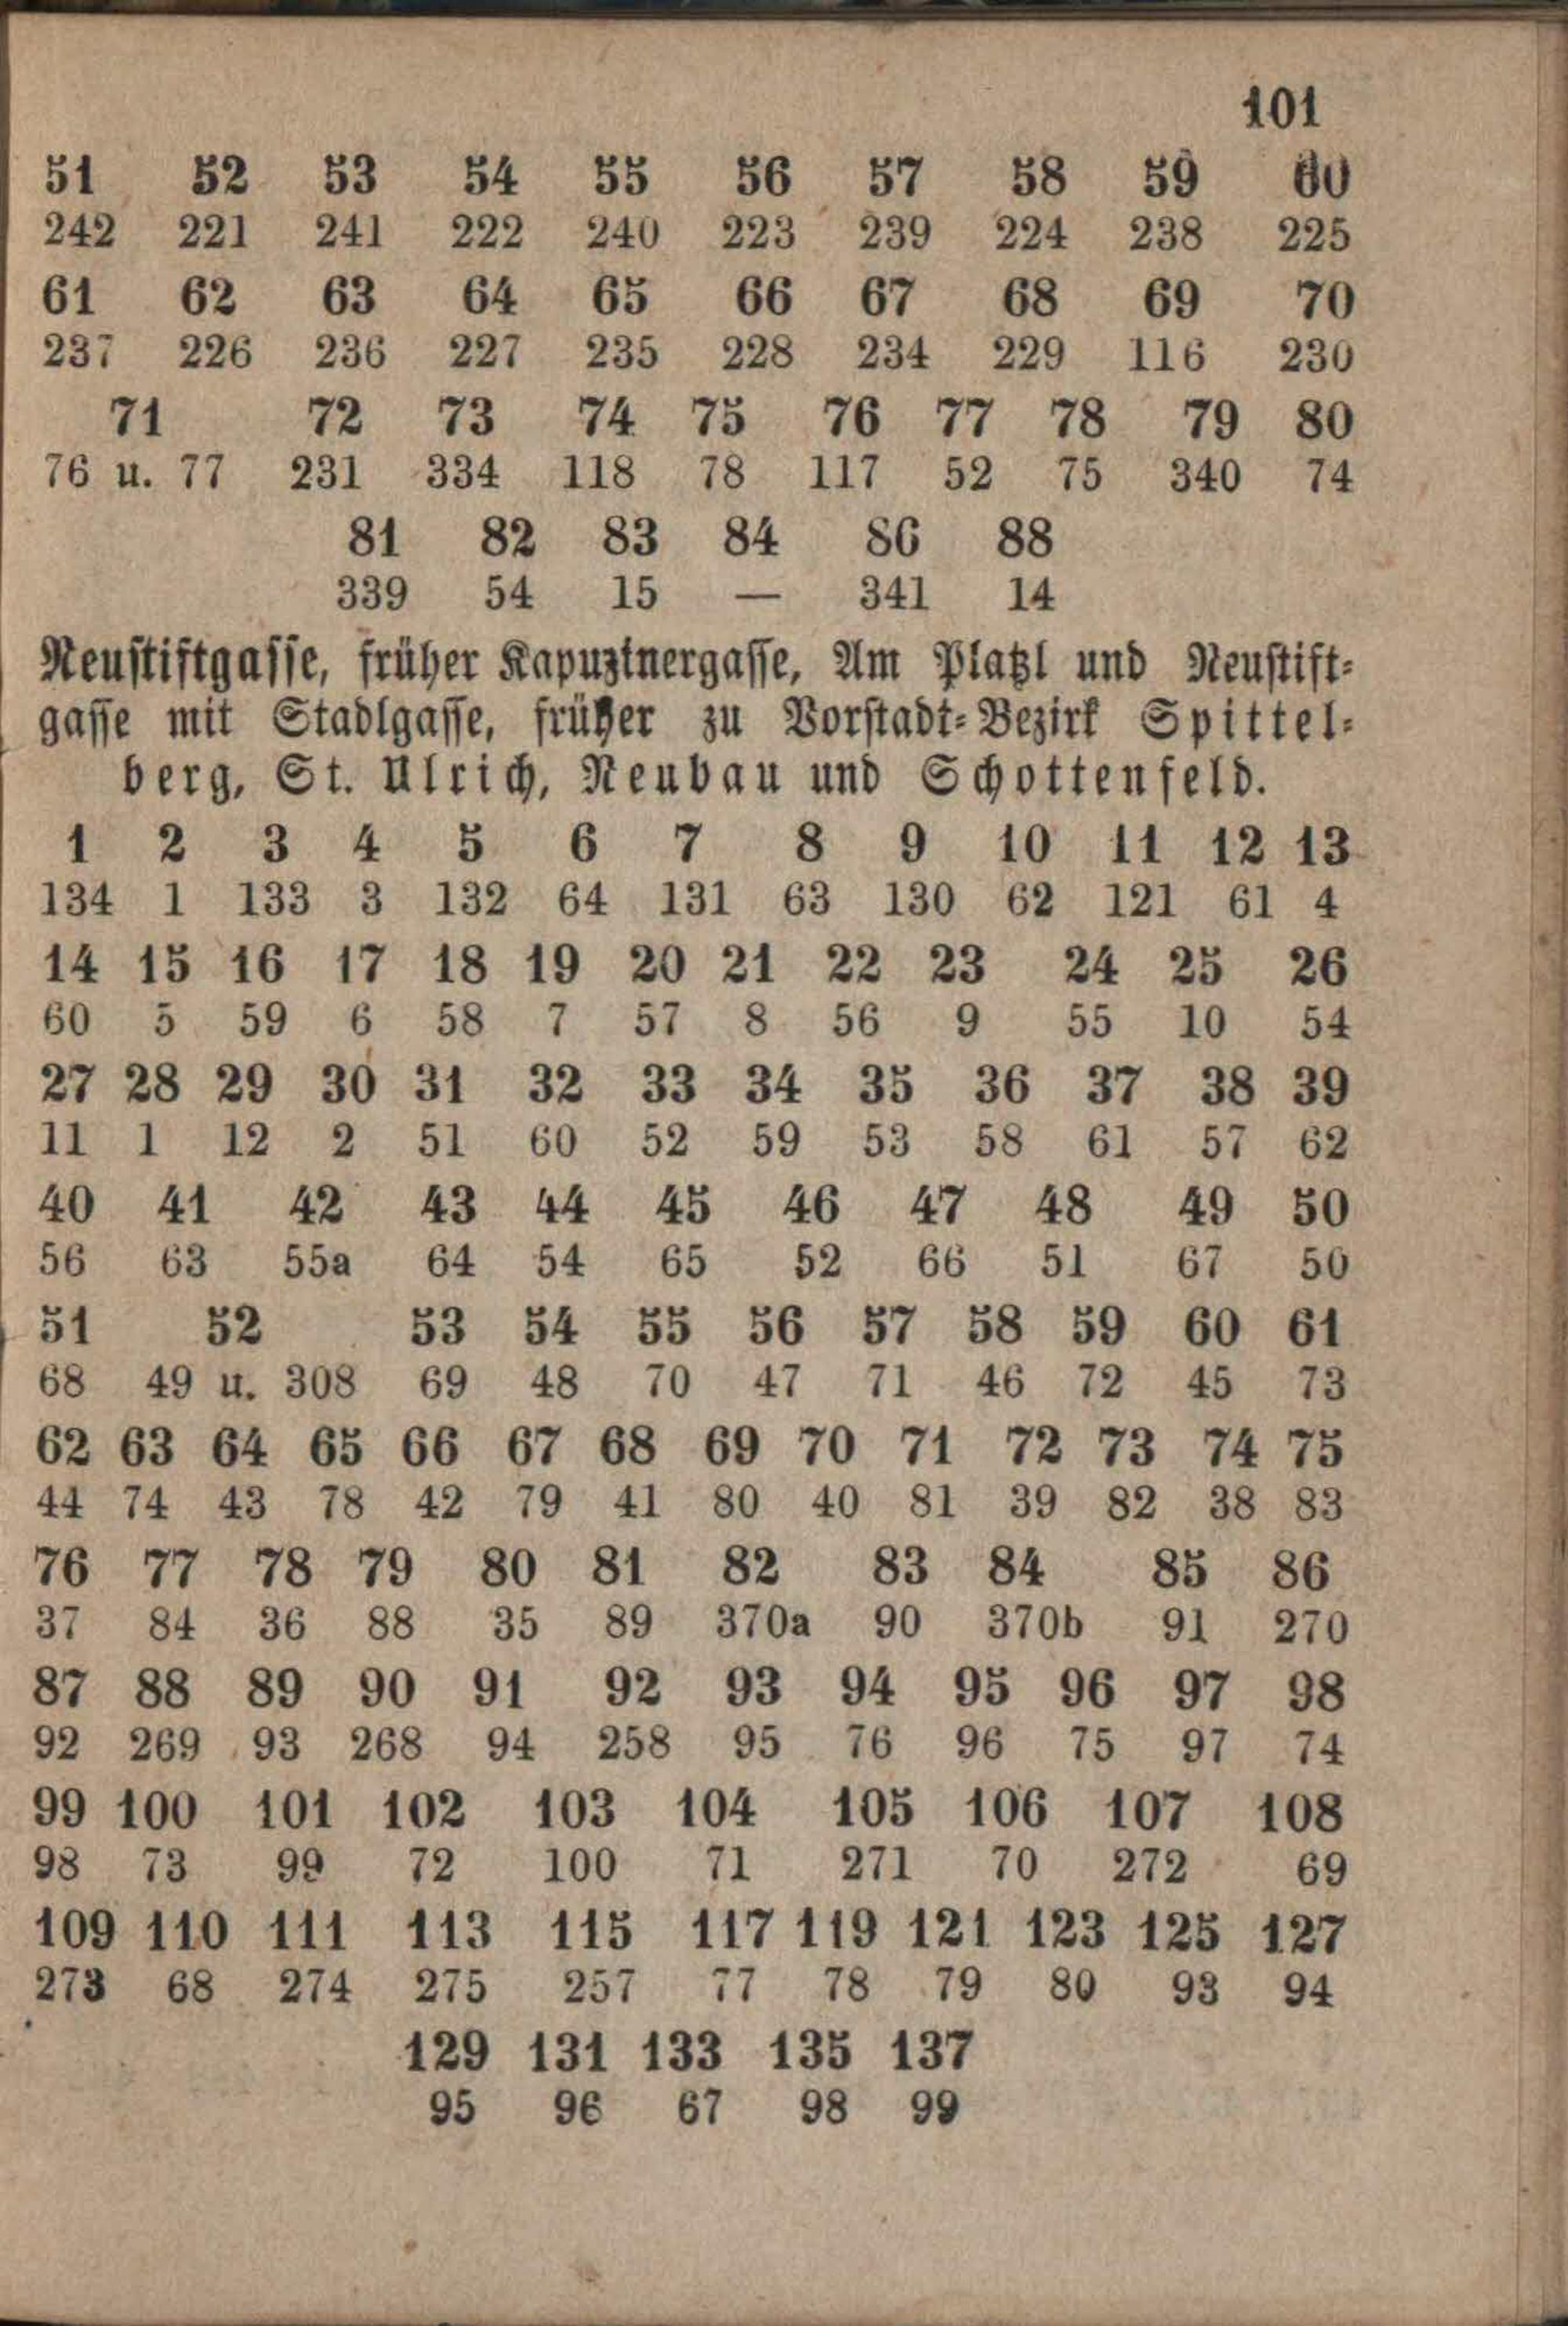 101
51 52 53 54 55 56 57 58 59 60
242 221 241 222 240 223 239 224 238 225
61 62 63 64 65 66 67 68 69 70
237 226 236 227 235 228 234 229 116 230
71 72 73 74 75 76 77 78 79 80
76 u. 77 231 334 118 78 117 52 75 340 74
81 82 83 84 86 88
339 54 15 — 341 14
Neustiftgasse, früher Kapuzinergasse, Am Platzl und Neustift-
gasse mit Stadlgasse, früher zu Vorstadt-Bezirk Spittel-
berg, St. Ulrich, Neubau und Schottenfeld.
1 2 3 4 5 6 7 8 9 10 11 12 13
134 1 133 3 132 64 131 63 130 62 121 61 4
14 15 16 17 18 19 20 21 22 23 24 25 26
60 5 59 6 58 7 57 8 56 9 55 10 54
27 28 29 30 31 32 33 34 35 36 37 38 39
11 1 12 2 51 60 52 59 53 58 61 57 62
40 41 42 43 44 45 46 47 48 49 50
56 63 55a 64 54 65 52 66 51 67 50
51 52 53 54 55 56 57 58 59 60 61
68 49 u. 308 69 48 70 47 71 46 72 45 73
62 63 64 65 66 67 68 69 70 71 72 73 74 75
44 74 43 78 42 79 41 80 40 81 39 82 38 83
76 77 78 79 80 81 82 83 84 85 86
37 84 36 88 35 89 370a 90 370b 91 270
87 88 89 90 91 92 93 94 95 96 97 98
92 269 93 268 94 258 95 76 96 75 97 74
99 100 101 102 103 104 105 106 107 108
98 73 99 72 100 71 271 70 272 69
109 110 111 113 115 117 119 121 123 125 127
273 68 274 275 257 77 78 79 80 93 94
129 131 133 135 137
95 96 67 98 99